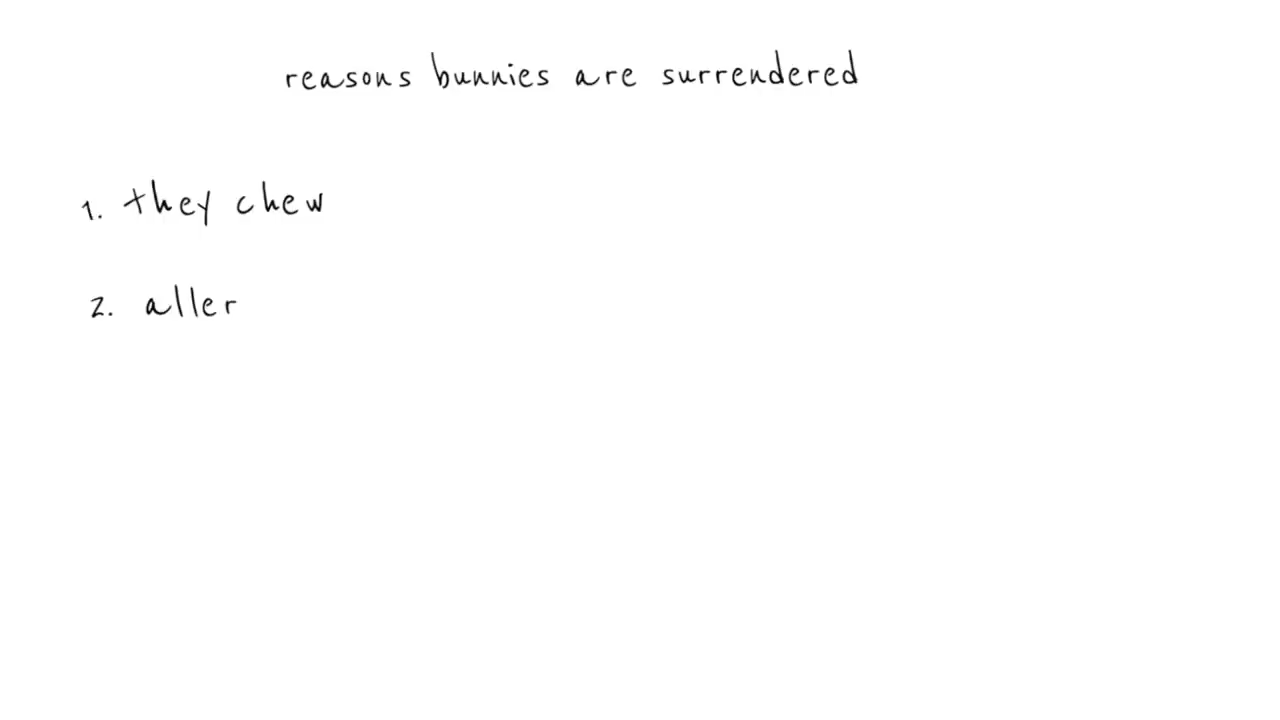 reasons bunnies are surrendered
1. they chew
2. aller